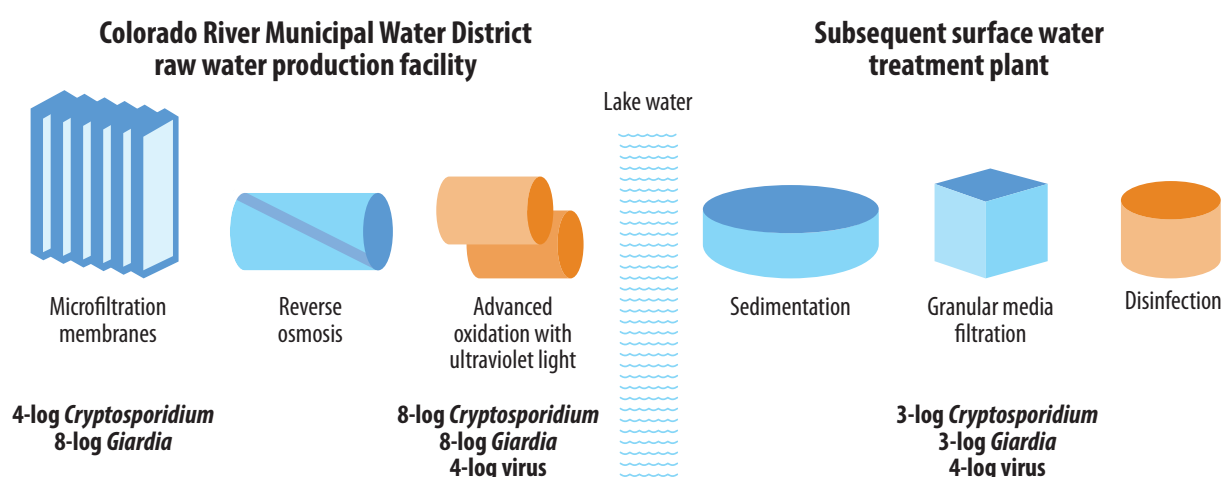 Colorado River Municipal Water District
raw water production facility
Subsequent surface water
treatment plant
Lake water
Microfiltration
membranes
Reverse
osmosis
Advanced
oxidation with
ultraviolet light
Sedimentation
Granular media
filtration
Disinfection
4-log Cryptosporidium
8-log Giardia
8-log Cryptosporidium
8-log Giardia
4-log virus
3-log Cryptosporidium
3-log Giardia
4-log virus